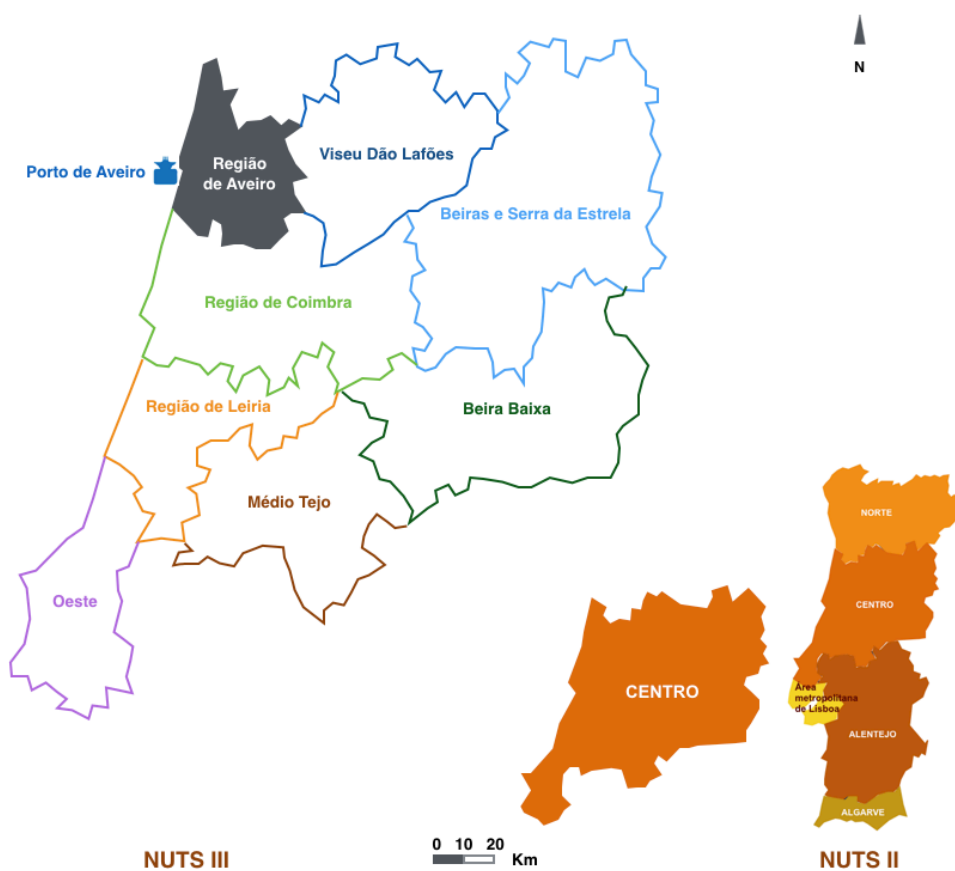 N
Viseu Dão Lafões
Região
de Aveiro
Porto de Aveiro
Beiras e Serra da Estrela
Região de Coimbra
Região de Leiria
Beira Baixa
Médio Tejo
Oeste
NORTE
CENTRO
CENTRO
Área
metropolitana
de Lisboa
ALENTEJO
ALGARVE
0 10 20
Km
NUTS III
NUTS II